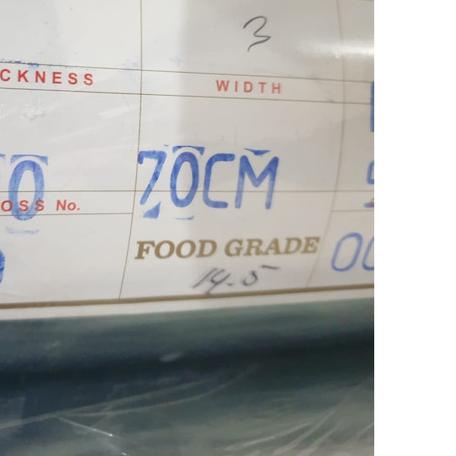 3
CKNESS WIDTH
0 70CM
OSS No.
FOOD GRADE
14.5